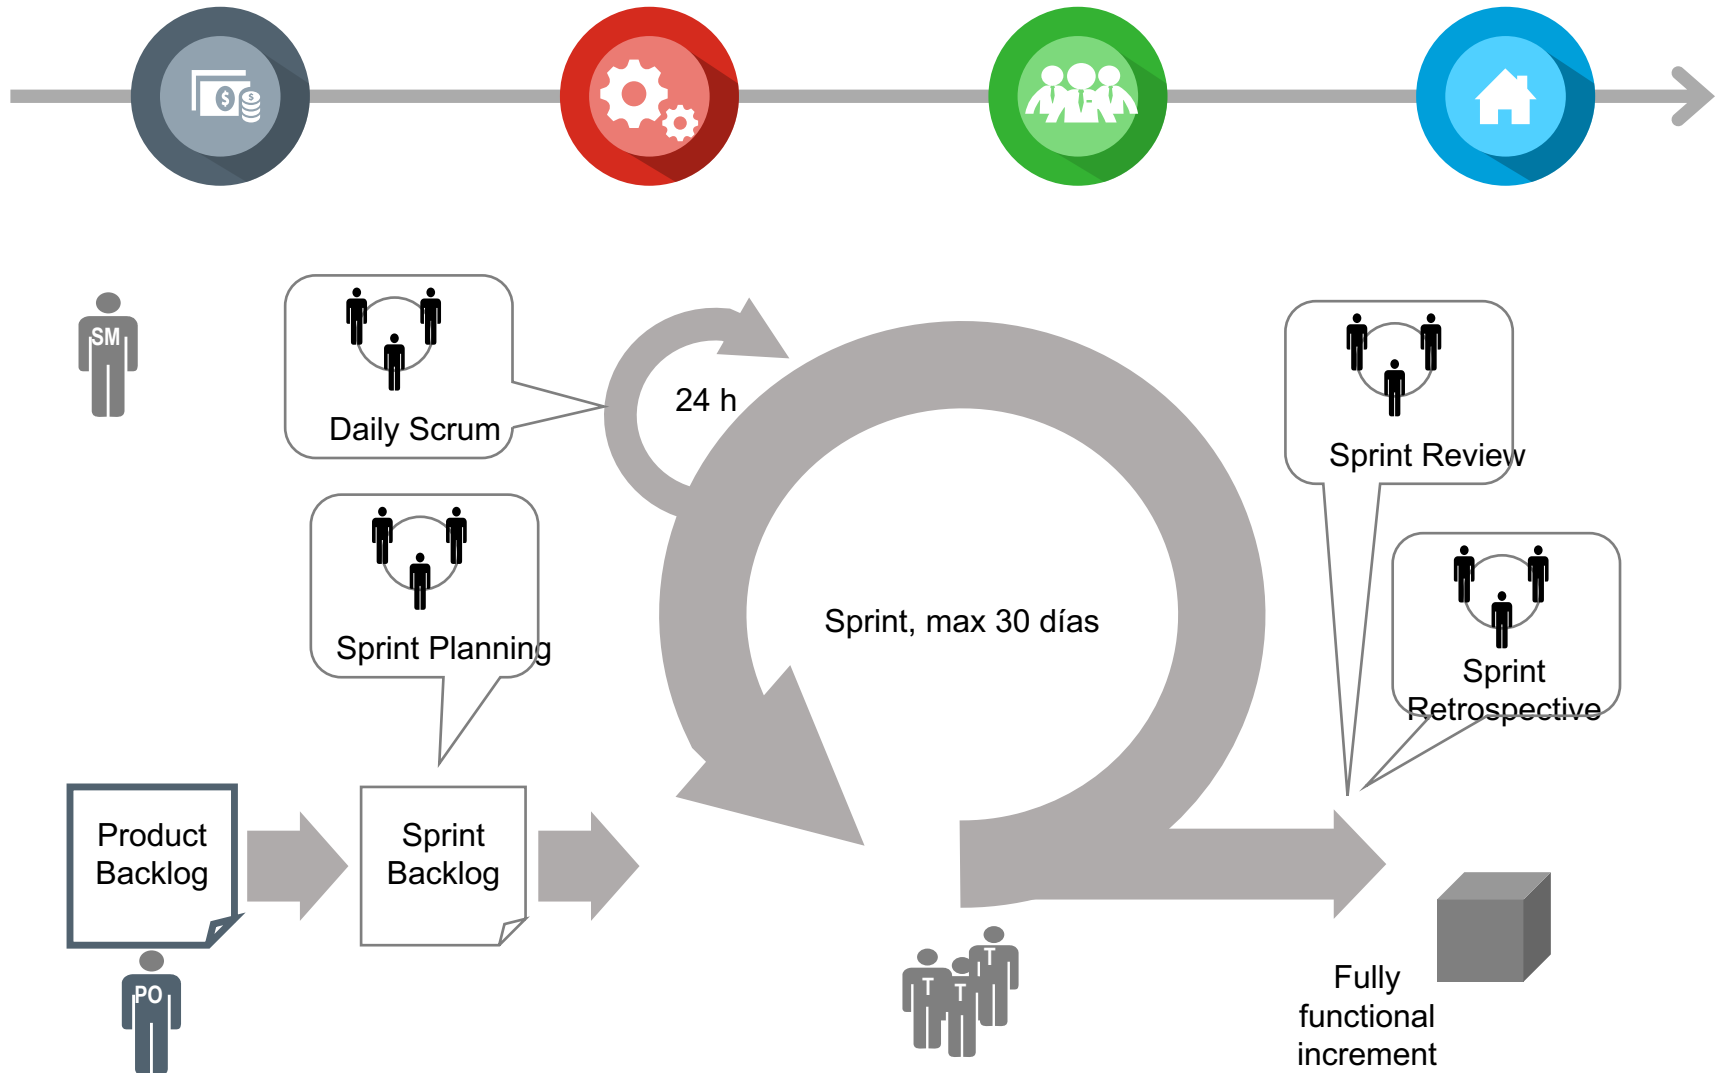 $
$
SM
Daily Scrum
24 h
Sprint Review
Sprint Planning
Sprint, max 30 días
Sprint
Retrospective
Product
Backlog
Sprint
Backlog
PO
T
T
T
Fully
functional
increment